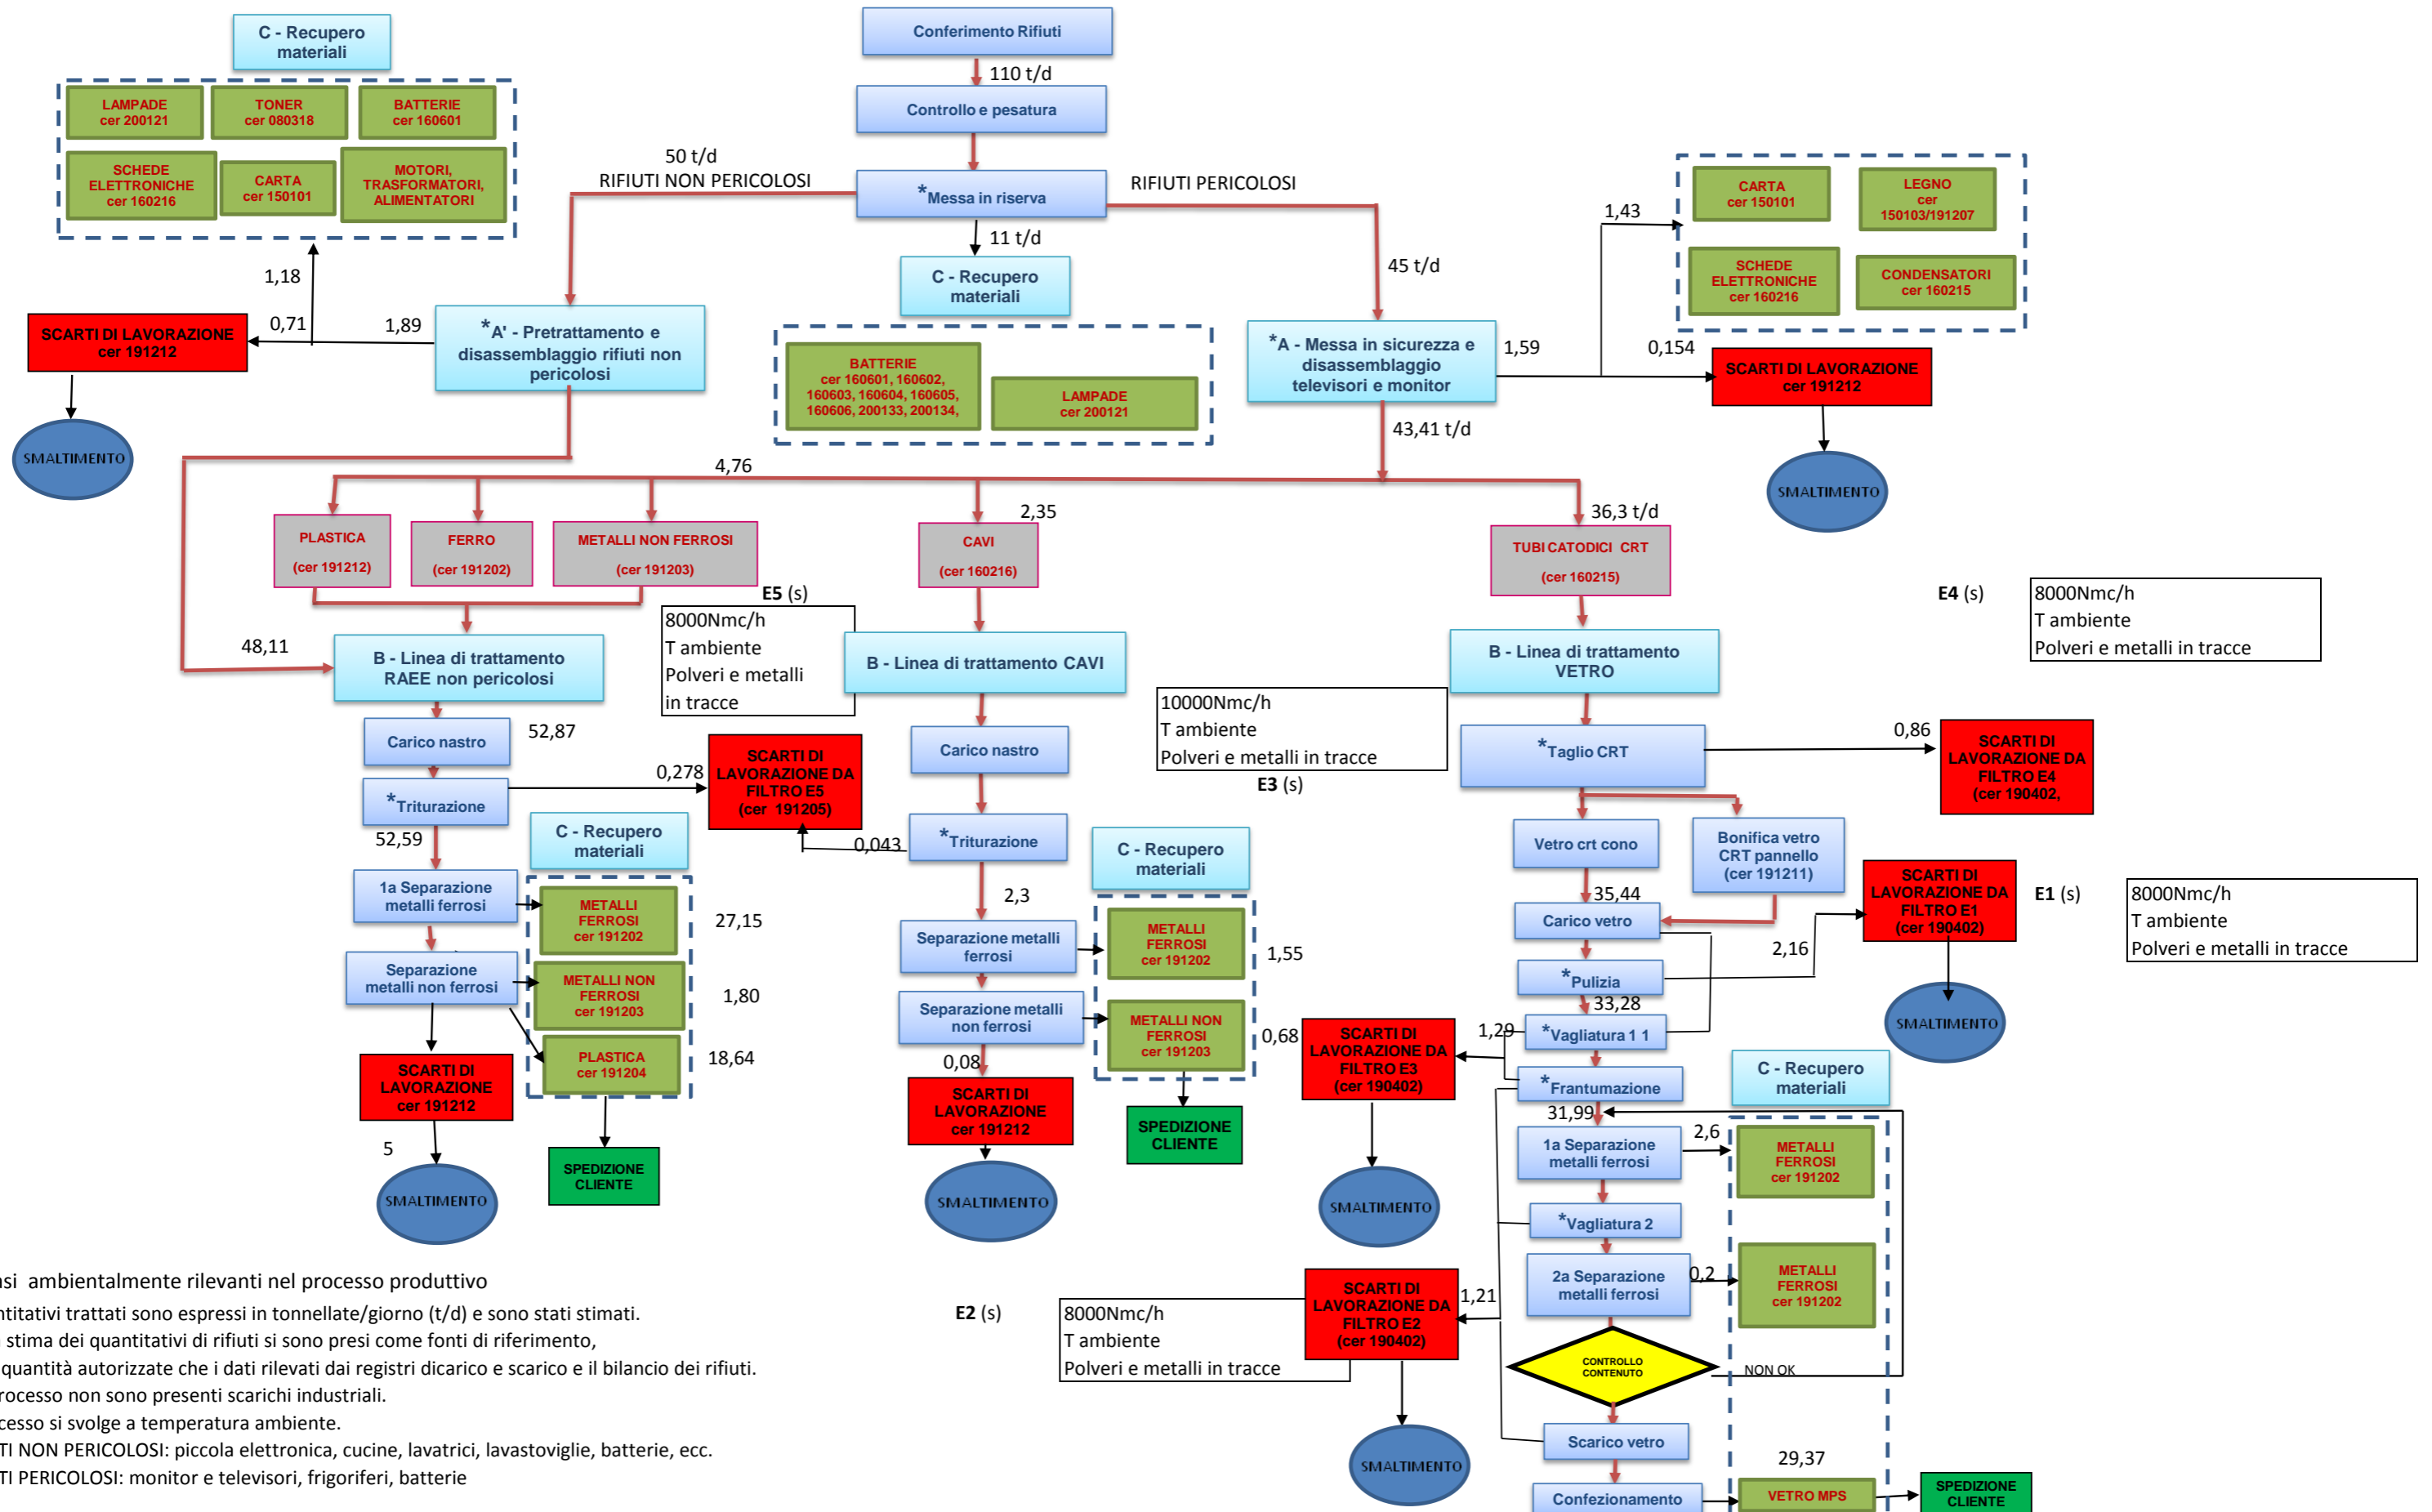 C - Recupero
materiali
LAMPADE
cer 200121
TONER
cer 080318
BATTERIE
cer 160601
SCHEDE
ELETTRONICHE
cer 160216
CARTA
cer 150101
MOTORI,
TRASFORMATORI,
ALIMENTATORI
Conferimento Rifiuti
110 t/d
Controllo e pesatura
50 t/d
RIFIUTI NON PERICOLOSI
*Messa in riserva
RIFIUTI PERICOLOSI
11 t/d
C - Recupero
materiali
45 t/d
1,43
CARTA
cer 150101
LEGNO
cer
150103/191207
SCHEDE
ELETTRONICHE
cer 160216
CONDENSATORI
cer 160215
1,18
0,71
1,89
SCARTI DI LAVORAZIONE
cer 191212
SMALTIMENTO
*A' - Pretrattamento e
disassemblaggio rifiuti non
pericolosi
BATTERIE
cer 160601, 160602,
160603, 160604, 160605,
160606, 200133, 200134,
LAMPADE
cer 200121
*A - Messa in sicurezza e
disassemblaggio
televisori e monitor
1,59
0,154
SCARTI DI LAVORAZIONE
cer 191212
SMALTIMENTO
43,41 t/d
4,76
PLASTICA
(cer 191212)
FERRO
(cer 191202)
METALLI NON FERROSI
(cer 191203)
2,35
CAVI
(cer 160216)
36,3 t/d
TUBI CATODICI CRT
(cer 160215)
E5 (s)
8000Nmc/h
T ambiente
Polveri e metalli
in tracce
E4 (s)
8000Nmc/h
T ambiente
Polveri e metalli in tracce
48,11
B - Linea di trattamento
RAEE non pericolosi
B - Linea di trattamento CAVI
B - Linea di trattamento
VETRO
10000Nmc/h
T ambiente
Polveri e metalli in tracce
E3 (s)
Carico nastro
52,87
*Triturazione
0,278
SCARTI DI
LAVORAZIONE DA
FILTRO E5
(cer 191205)
52,59
C - Recupero
materiali
1a Separazione
metalli ferrosi
METALLI
FERROSI
cer 191202
27,15
Separazione
metalli non ferrosi
METALLI NON
FERROSI
cer 191203
1,80
PLASTICA
cer 191204
18,64
SCARTI DI
LAVORAZIONE
cer 191212
5
SMALTIMENTO
SPEDIZIONE
CLIENTE
Carico nastro
*Triturazione
0,043
2,3
C - Recupero
materiali
Separazione metalli
ferrosi
METALLI
FERROSI
cer 191202
1,55
Separazione metalli
non ferrosi
METALLI NON
FERROSI
cer 191203
0,68
0,08
SCARTI DI
LAVORAZIONE
cer 191212
SMALTIMENTO
SPEDIZIONE
CLIENTE
*Taglio CRT
0,86
SCARTI DI
LAVORAZIONE DA
FILTRO E4
(cer 190402,
Vetro crt cono
Bonifica vetro
CRT pannello
(cer 191211)
35,44
Carico vetro
2,16
SCARTI DI
LAVORAZIONE DA
FILTRO E1
(cer 190402)
E1 (s)
8000Nmc/h
T ambiente
Polveri e metalli in tracce
SMALTIMENTO
*Pulizia
33,28
*Vagliatura 1 1
1,29
SCARTI DI
LAVORAZIONE DA
FILTRO E3
(cer 190402)
SMALTIMENTO
*Frantumazione
31,99
C - Recupero
materiali
1a Separazione
metalli ferrosi
2,6
METALLI
FERROSI
cer 191202
*Vagliatura 2
2a Separazione
metalli ferrosi
0,2
METALLI
FERROSI
cer 191202
E2 (s)
8000Nmc/h
T ambiente
Polveri e metalli in tracce
SCARTI DI
LAVORAZIONE DA
FILTRO E2
(cer 190402)
1,21
SMALTIMENTO
CONTROLLO
CONTENUTO
NON OK
Scarico vetro
29,37
Confezionamento
VETRO MPS
SPEDIZIONE
CLIENTE
asi ambientalmente rilevanti nel processo produttivo
ntitativi trattati sono espressi in tonnellate/giorno (t/d) e sono stati stimati.
a stima dei quantitativi di rifiuti si sono presi come fonti di riferimento,
quantità autorizzate che i dati rilevati dai registri dicarico e scarico e il bilancio dei rifiuti.
rocesso non sono presenti scarichi industriali.
cesso si svolge a temperatura ambiente.
TI NON PERICOLOSI: piccola elettronica, cucine, lavatrici, lavastoviglie, batterie, ecc.
TI PERICOLOSI: monitor e televisori, frigoriferi, batterie